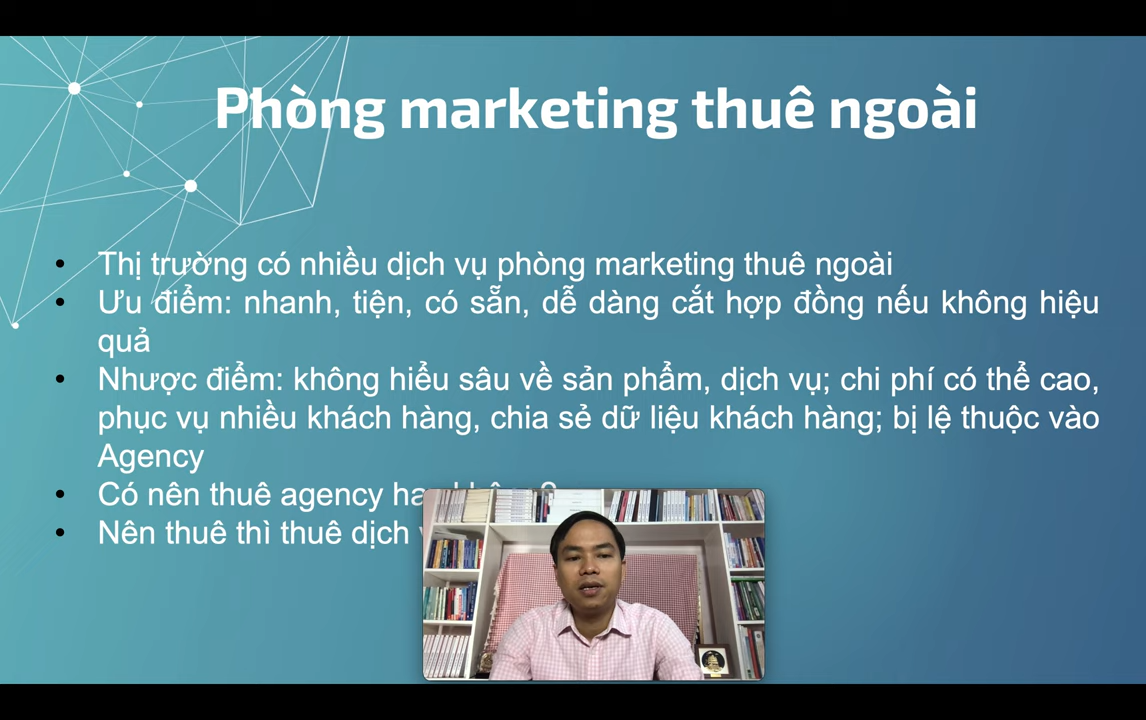 Phòng marketing thuê ngoài
• Thị trường có nhiều dịch vụ phòng marketing thuê ngoài
• Ưu điểm: nhanh, tiện, có sẵn, dễ dàng cắt hợp đồng nếu không hiệu
quả
• Nhược điểm: không hiểu sâu về sản phẩm, dịch vụ; chi phí có thể cao,
phục vụ nhiều khách hàng, chia sẻ dữ liệu khách hàng; bị lệ thuộc vào
Agency
• Có nên thuê agency
• Nên thuê thì thuê dịch